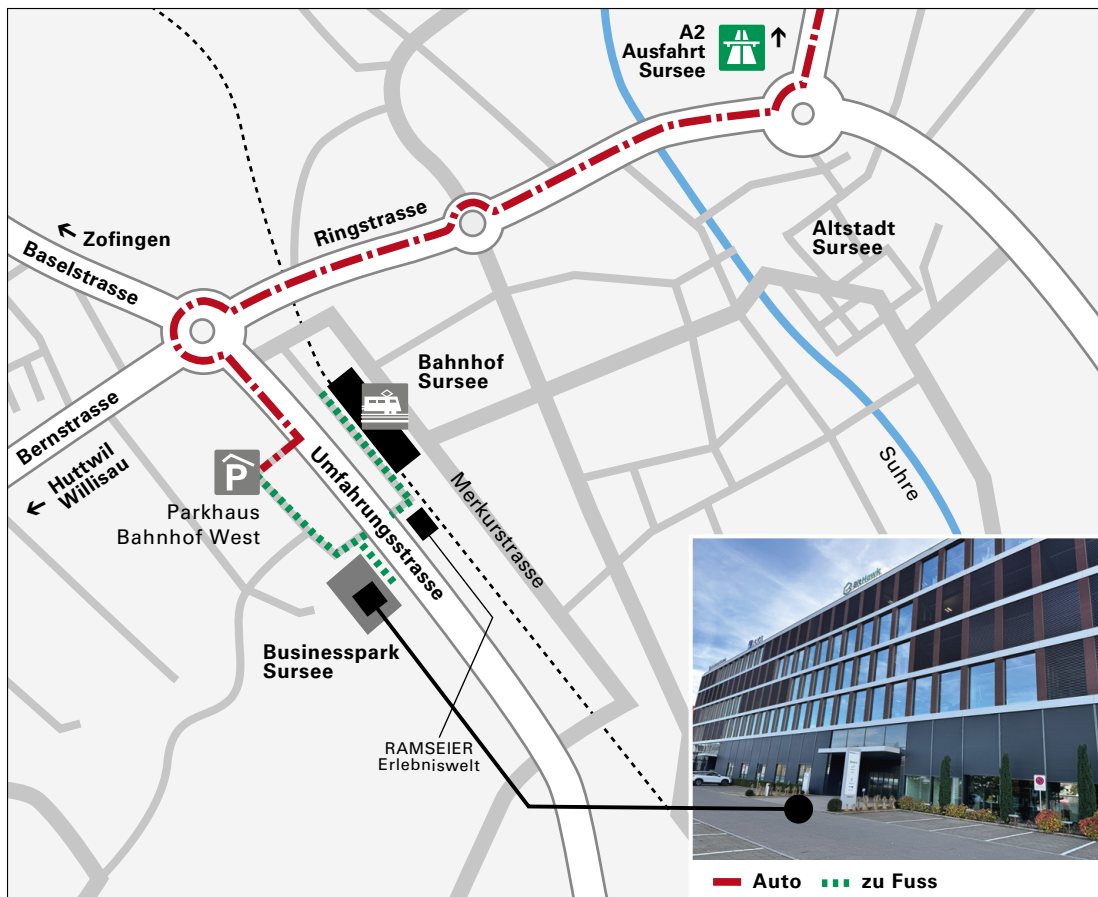 A2
Ausfahrt
Sursee
Altstadt
Sursee
Ringstrasse
Zofingen
Baselstrasse
Bahnhof
Sursee
Bernstrasse
Huttwil
Willisau
P
Parkhaus
Bahnhof West
Umfahrungsstrasse
Merkurstrasse
Suhre
Businesspark
Sursee
RAMSEIER
Erlebniswelt
Auto
zu Fuss